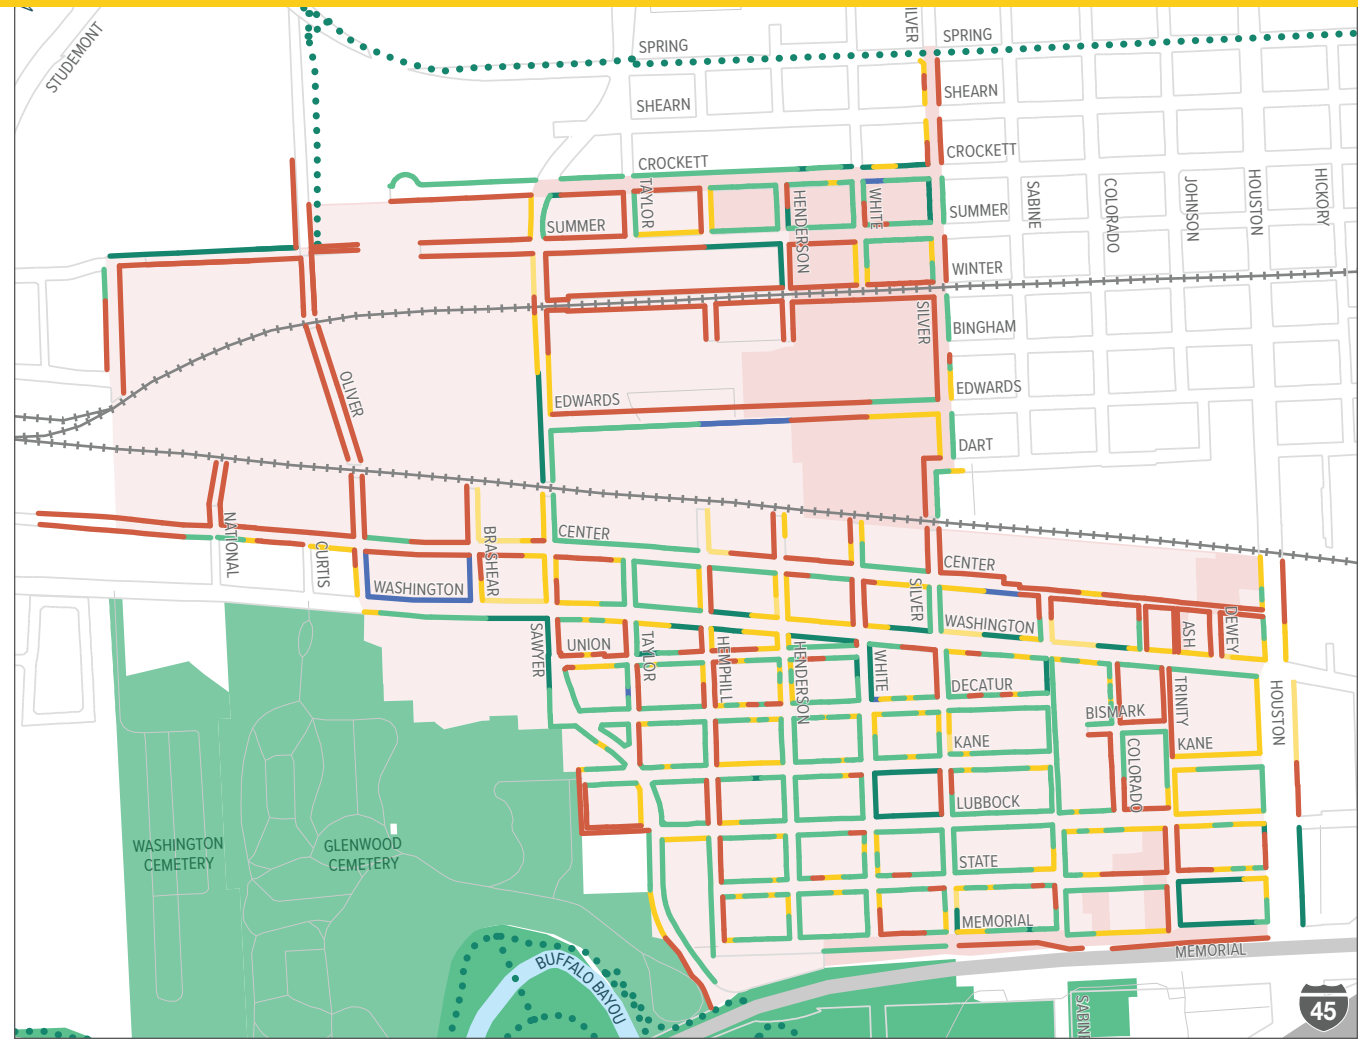 STUDEMONT
SPRING
SILVER
SPRING
SHEARN
SHEARN
CROCKETT
CROCKETT
TAYLOR
HENDERSON
WHITE
SUMMER
SUMMER
SABINE
COLORADO
JOHNSON
HOUSTON
HICKORY
WINTER
SILVER
BINGHAM
OLIVER
EDWARDS
EDWARDS
DART
NATIONAL
CURTIS
BRASHEAR
CENTER
CENTER
WASHINGTON
SILVER
WASHINGTON
ASH
DEWEY
SAWYER
UNION
TAYLOR
HEMPHILL
HENDERSON
WHITE
DECATUR
BISMARK
TRINITY
HOUSTON
KANE
KANE
COLORADO
LUBBOCK
WASHINGTON
CEMETERY
GLENWOOD
CEMETERY
STATE
MEMORIAL
MEMORIAL
BUFFALO BAYOU
45